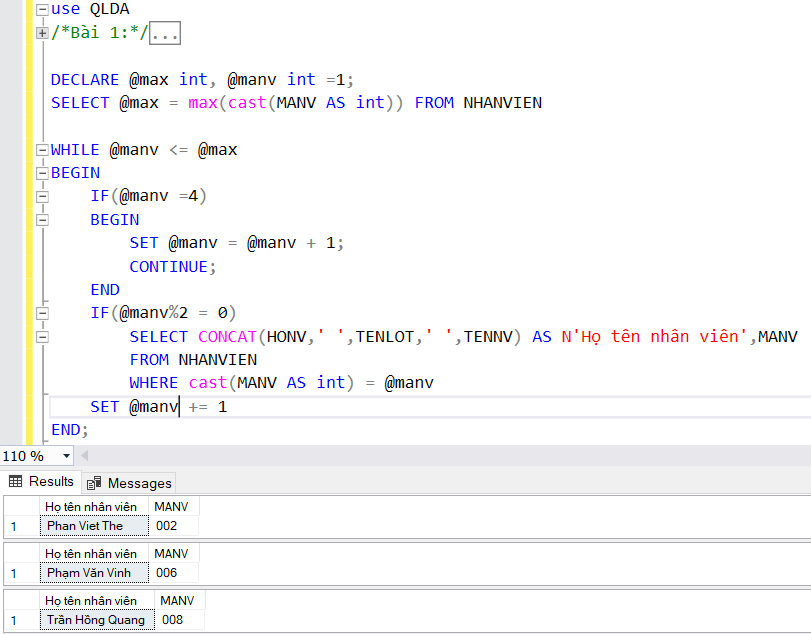 use QLDA
/*Bài 1:*/...
DECLARE @max int, @manv int =1;
SELECT @max = max(cast(MANV AS int)) FROM NHANVIEN
WHILE @manv <= @max
BEGIN
IF(@manv =4)
BEGIN
SET @manv = @manv + 1;
CONTINUE;
END
IF(@manv%2 = 0)
SELECT CONCAT(HONV,' ',TENLOT,' ',TENNV) AS N'Họ tên nhân viên',MANV
FROM NHANVIEN
WHERE cast(MANV AS int) = @manv
SET @manv += 1
END;
110 %
Results Messages
Họ tên nhân viên MANV
1 Phan Viet The 002
Họ tên nhân viên MANV
1 Phạm Văn Vinh 006
Họ tên nhân viên MANV
1 Trần Hồng Quang 008